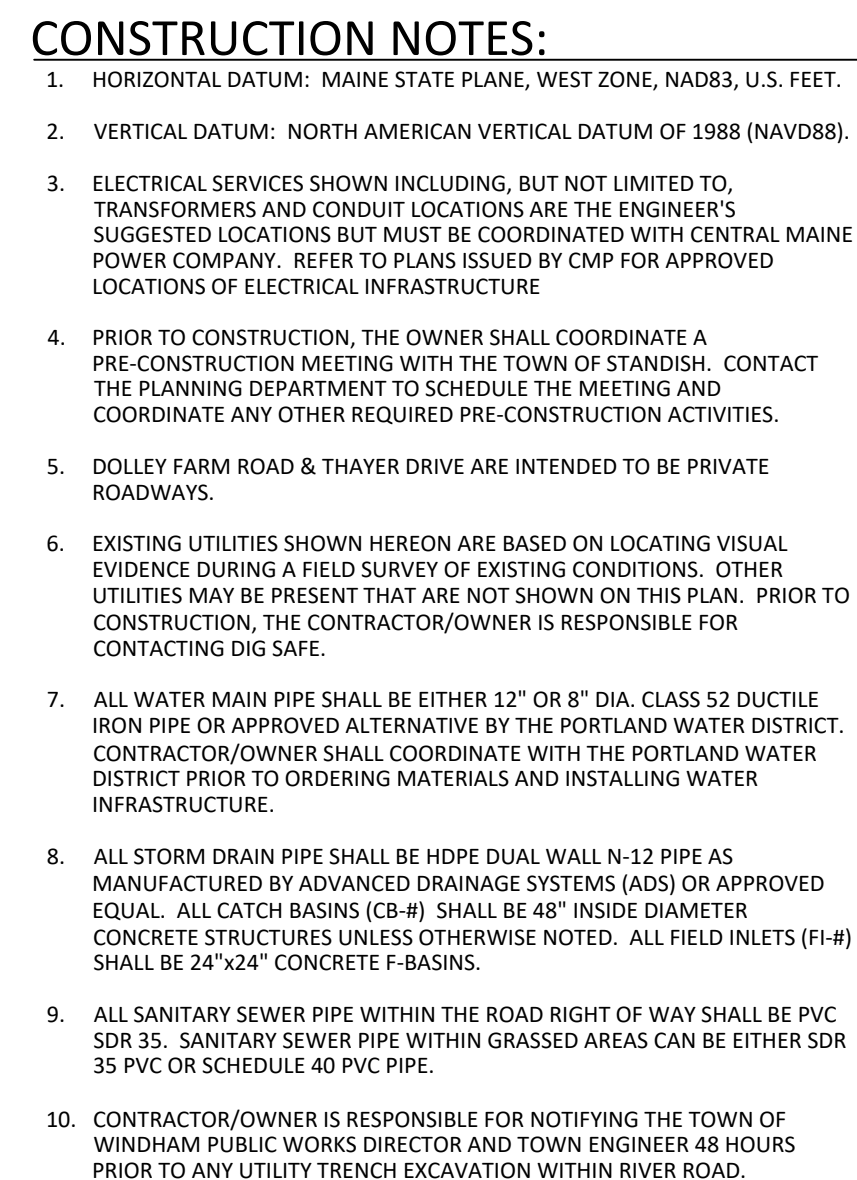 CONSTRUCTION NOTES:
1. HORIZONTAL DATUM: MAINE STATE PLANE, WEST ZONE, NAD83, U.S. FEET.
2. VERTICAL DATUM: NORTH AMERICAN VERTICAL DATUM OF 1988 (NAVD88).
3. ELECTRICAL SERVICES SHOWN INCLUDING, BUT NOT LIMITED TO,
TRANSFORMERS AND CONDUIT LOCATIONS ARE THE ENGINEER'S
SUGGESTED LOCATIONS BUT MUST BE COORDINATED WITH CENTRAL MAINE
POWER COMPANY. REFER TO PLANS ISSUED BY CMP FOR APPROVED
LOCATIONS OF ELECTRICAL INFRASTRUCTURE
4. PRIOR TO CONSTRUCTION, THE OWNER SHALL COORDINATE A
PRE-CONSTRUCTION MEETING WITH THE TOWN OF STANDISH. CONTACT
THE PLANNING DEPARTMENT TO SCHEDULE THE MEETING AND
COORDINATE ANY OTHER REQUIRED PRE-CONSTRUCTION ACTIVITIES.
5. DOLLEY FARM ROAD & THAYER DRIVE ARE INTENDED TO BE PRIVATE
ROADWAYS.
6. EXISTING UTILITIES SHOWN HEREON ARE BASED ON LOCATING VISUAL
EVIDENCE DURING A FIELD SURVEY OF EXISTING CONDITIONS. OTHER
UTILITIES MAY BE PRESENT THAT ARE NOT SHOWN ON THIS PLAN. PRIOR TO
CONSTRUCTION, THE CONTRACTOR/OWNER IS RESPONSIBLE FOR
CONTACTING DIG SAFE.
7. ALL WATER MAIN PIPE SHALL BE EITHER 12" OR 8" DIA. CLASS 52 DUCTILE
IRON PIPE OR APPROVED ALTERNATIVE BY THE PORTLAND WATER DISTRICT.
CONTRACTOR/OWNER SHALL COORDINATE WITH THE PORTLAND WATER
DISTRICT PRIOR TO ORDERING MATERIALS AND INSTALLING WATER
INFRASTRUCTURE.
8. ALL STORM DRAIN PIPE SHALL BE HDPE DUAL WALL N-12 PIPE AS
MANUFACTURED BY ADVANCED DRAINAGE SYSTEMS (ADS) OR APPROVED
EQUAL. ALL CATCH BASINS (CB-#) SHALL BE 48" INSIDE DIAMETER
CONCRETE STRUCTURES UNLESS OTHERWISE NOTED. ALL FIELD INLETS (FI-#)
SHALL BE 24"x24" CONCRETE F-BASINS.
9. ALL SANITARY SEWER PIPE WITHIN THE ROAD RIGHT OF WAY SHALL BE PVC
SDR 35. SANITARY SEWER PIPE WITHIN GRASSED AREAS CAN BE EITHER SDR
35 PVC OR SCHEDULE 40 PVC PIPE.
10. CONTRACTOR/OWNER IS RESPONSIBLE FOR NOTIFYING THE TOWN OF
WINDHAM PUBLIC WORKS DIRECTOR AND TOWN ENGINEER 48 HOURS
PRIOR TO ANY UTILITY TRENCH EXCAVATION WITHIN RIVER ROAD.